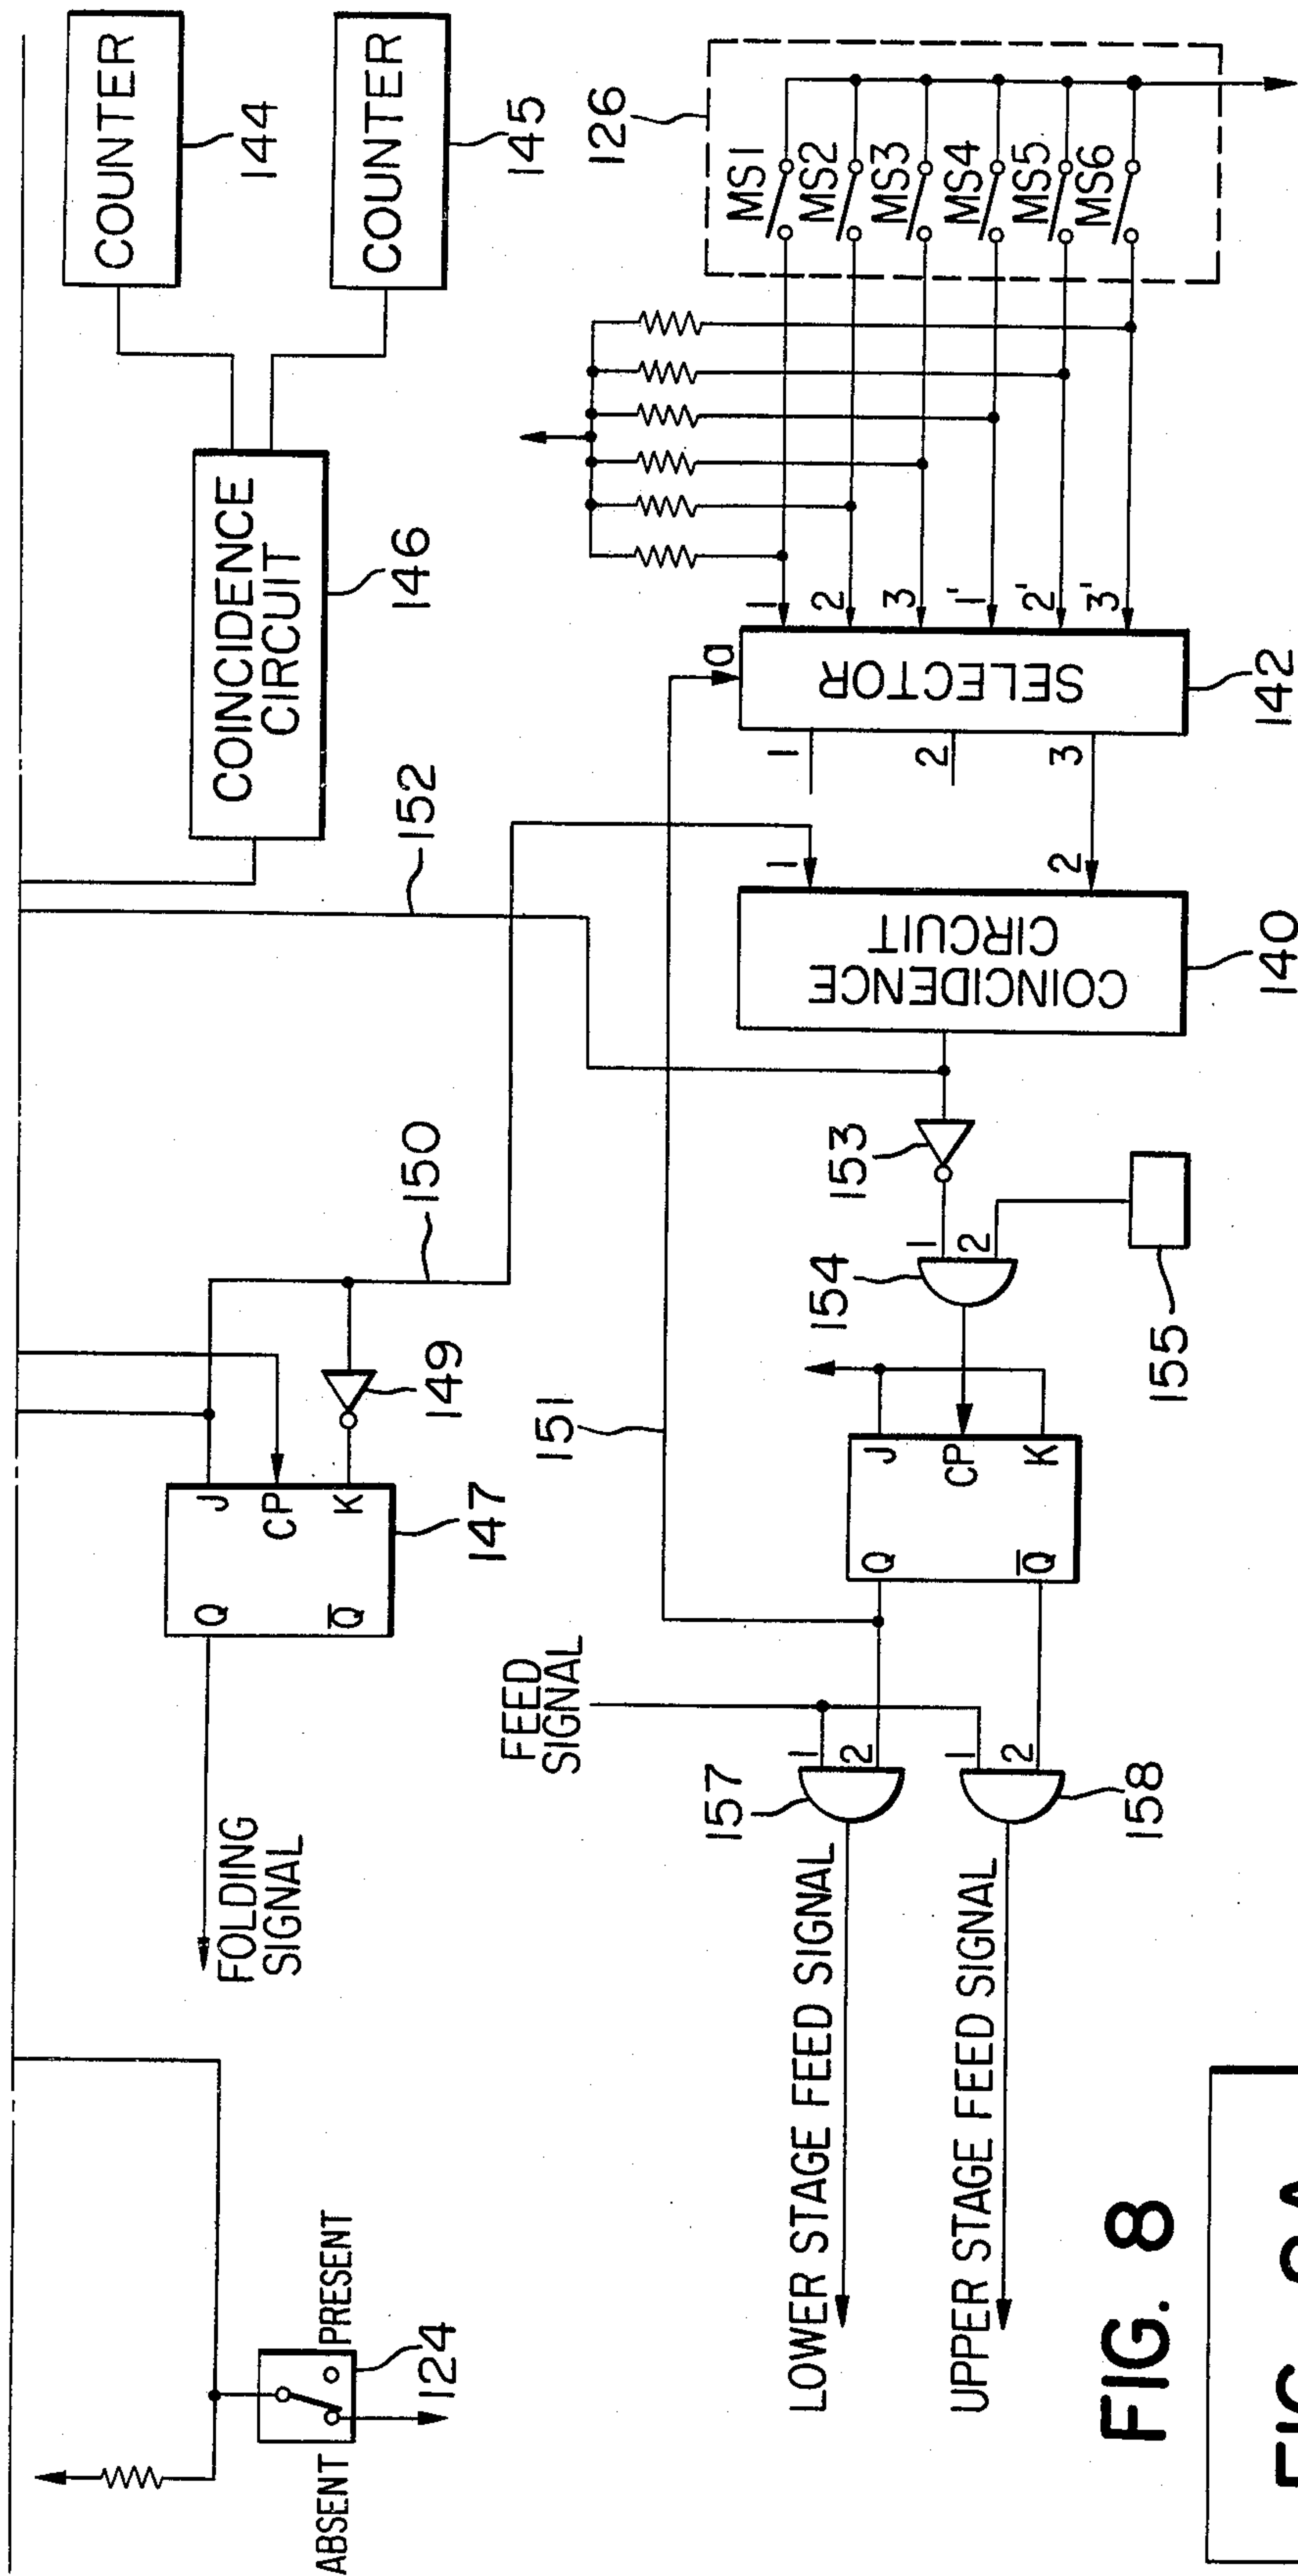 COUNTER
144
COUNTER
145
COINCIDENCE
CIRCUIT
146
126
MS1
MS2
MS3
MS4
MS5
MS6
1
2
3
1'
2'
3'
a
SELECTOR
142
1
2
3
152
1
2
COINCIDENCE
CIRCUIT
140
150
153
1
2
154
155
149
J
CP
K
Q
Q̅
147
151
J
CP
K
Q
Q̅
FEED
SIGNAL
1
2
157
1
2
158
FOLDING
SIGNAL
LOWER STAGE FEED SIGNAL
UPPER STAGE FEED SIGNAL
PRESENT
124
ABSENT
FIG. 8